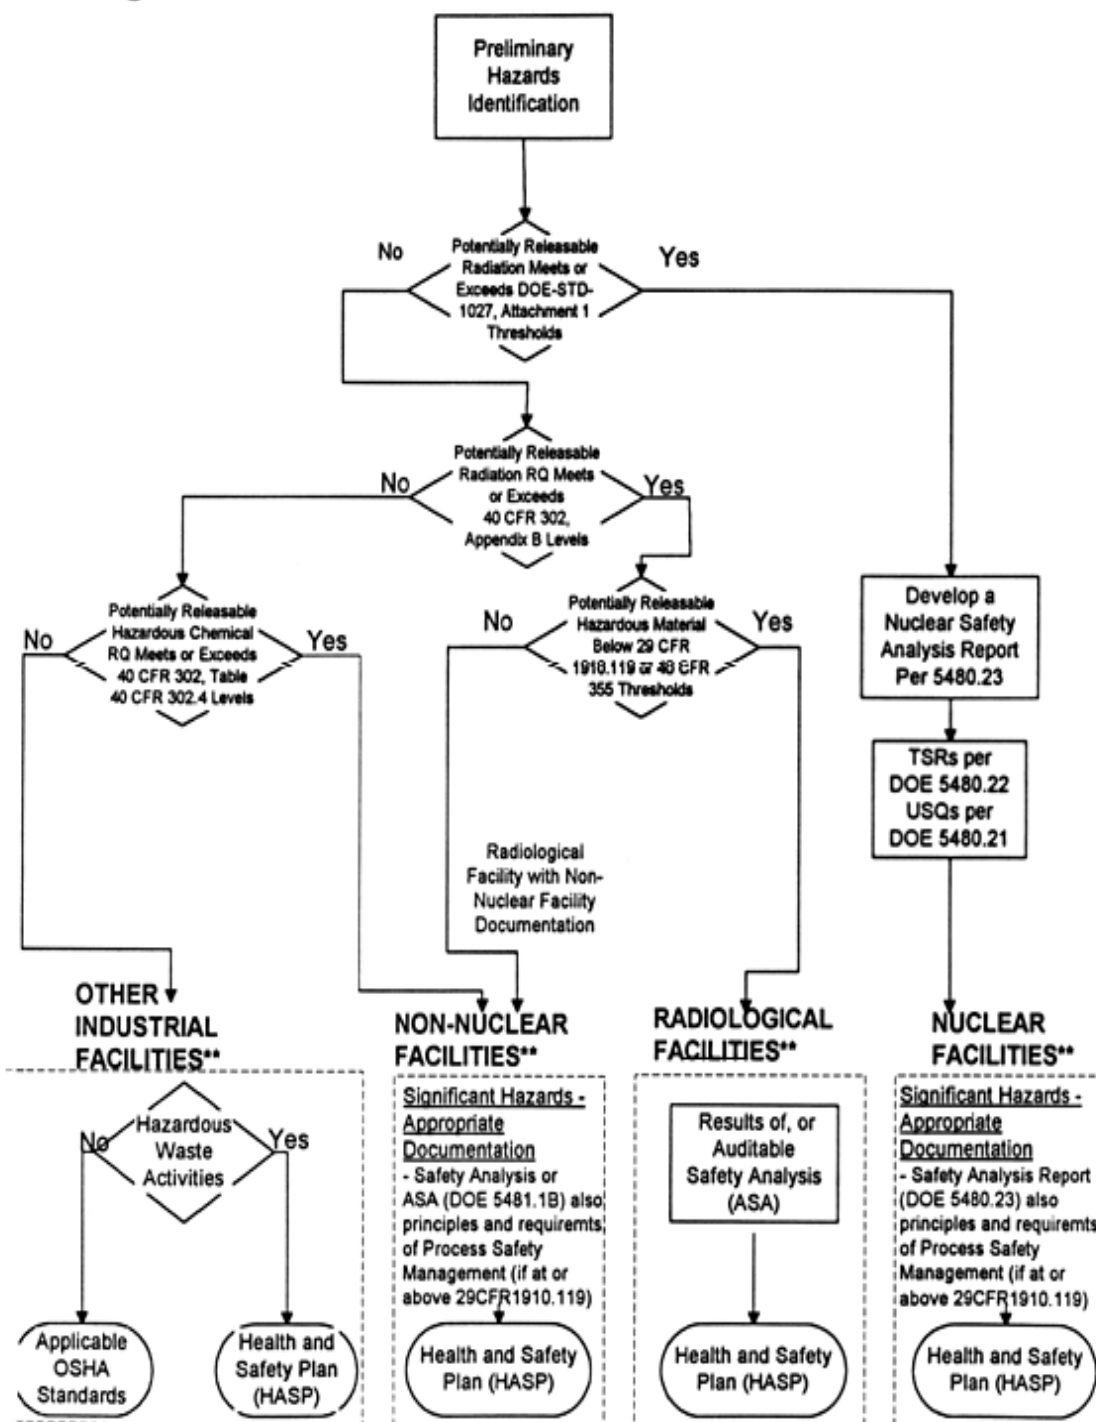 Preliminary
Hazards
Identification
No
Potentially Releasable
Radiation Meets or
Exceeds DOE-STD-
1027, Attachment 1
Thresholds
Yes
No
Potentially Releasable
Radiation RQ Meets
or Exceeds
40 CFR 302,
Appendix B Levels
Yes
No
Potentially Releasable
Hazardous Chemical
RQ Meets or Exceeds
40 CFR 302, Table
40 CFR 302.4 Levels
Yes
No
Potentially Releasable
Hazardous Material
Below 29 CFR
1918.119 or 48 CFR
355 Thresholds
Yes
Develop a
Nuclear Safety
Analysis Report
Per 5480.23
TSRs per
DOE 5480.22
USQs per
DOE 5480.21
Radiological
Facility with Non-
Nuclear Facility
Documentation
OTHER
INDUSTRIAL
FACILITIES**
No
Hazardous
Waste
Activities
Yes
Applicable
OSHA
Standards
Health and
Safety Plan
(HASP)
NON-NUCLEAR
FACILITIES**
Significant Hazards -
Appropriate
Documentation
- Safety Analysis or
ASA (DOE 5481.1B) also
principles and requiremts
of Process Safety
Management (if at or
above 29CFR1910.119)
Health and Safety
Plan (HASP)
RADIOLOGICAL
FACILITIES**
Results of, or
Auditable
Safety Analysis
(ASA)
Health and Safety
Plan (HASP)
NUCLEAR
FACILITIES**
Significant Hazards -
Appropriate
Documentation
- Safety Analysis Report
(DOE 5480.23) also
principles and requiremts
of Process Safety
Management (if at or
above 29CFR1910.119)
Health and Safety
Plan (HASP)